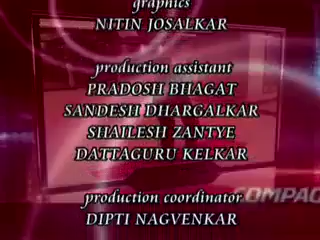 graphics
NITIN JOSALKAR
production assistant
PRADOSH BHAGAT
SANDESH DHARGALKAR
SHAILESH ZANTYE
DATTAGURU KELKAR
production coordinator
COMPAQ
DIPTI NAGVENKAR